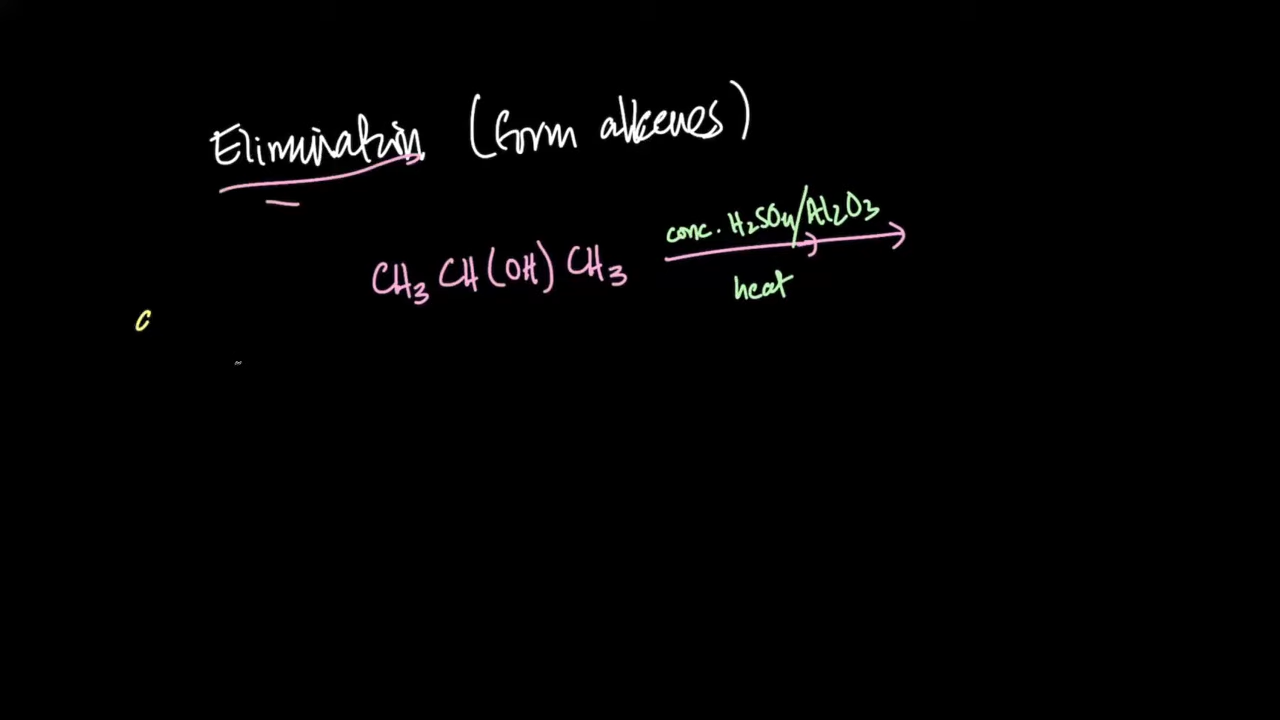 Elimination (form alkenes)
conc. H₂SO₄/Al₂O₃
CH₃ CH(OH) CH₃
heat
C